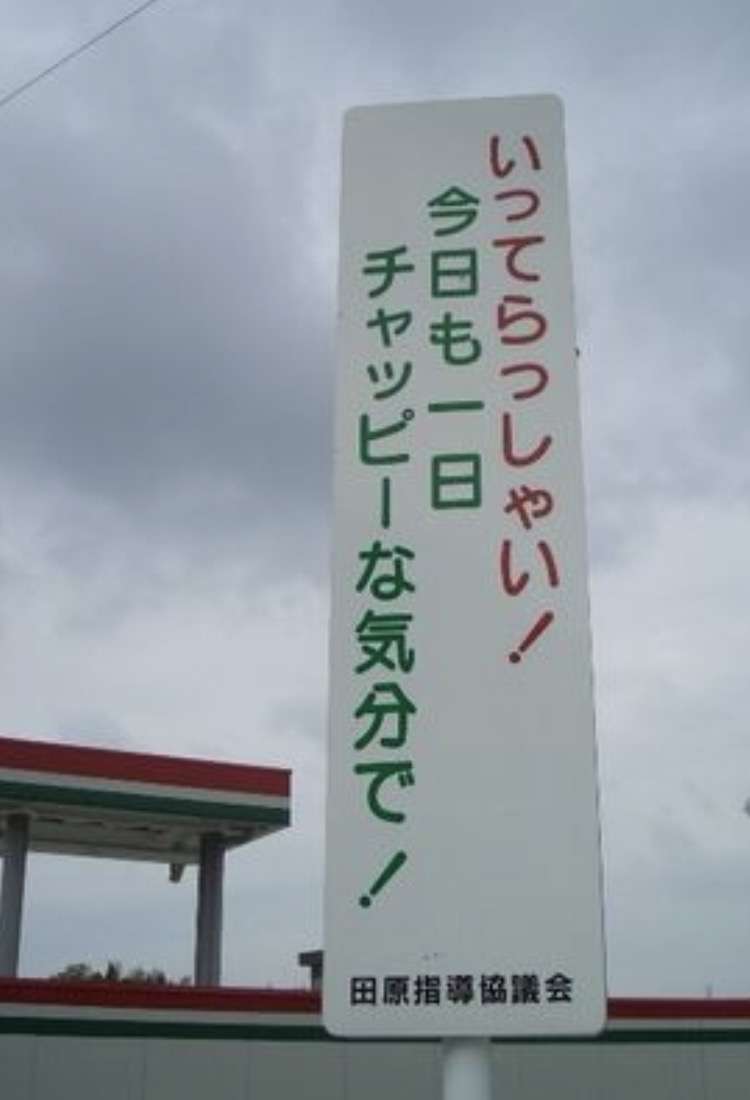 いってらっしゃい!
今日も一日
チャッピーな気分で!
田原指導協議会